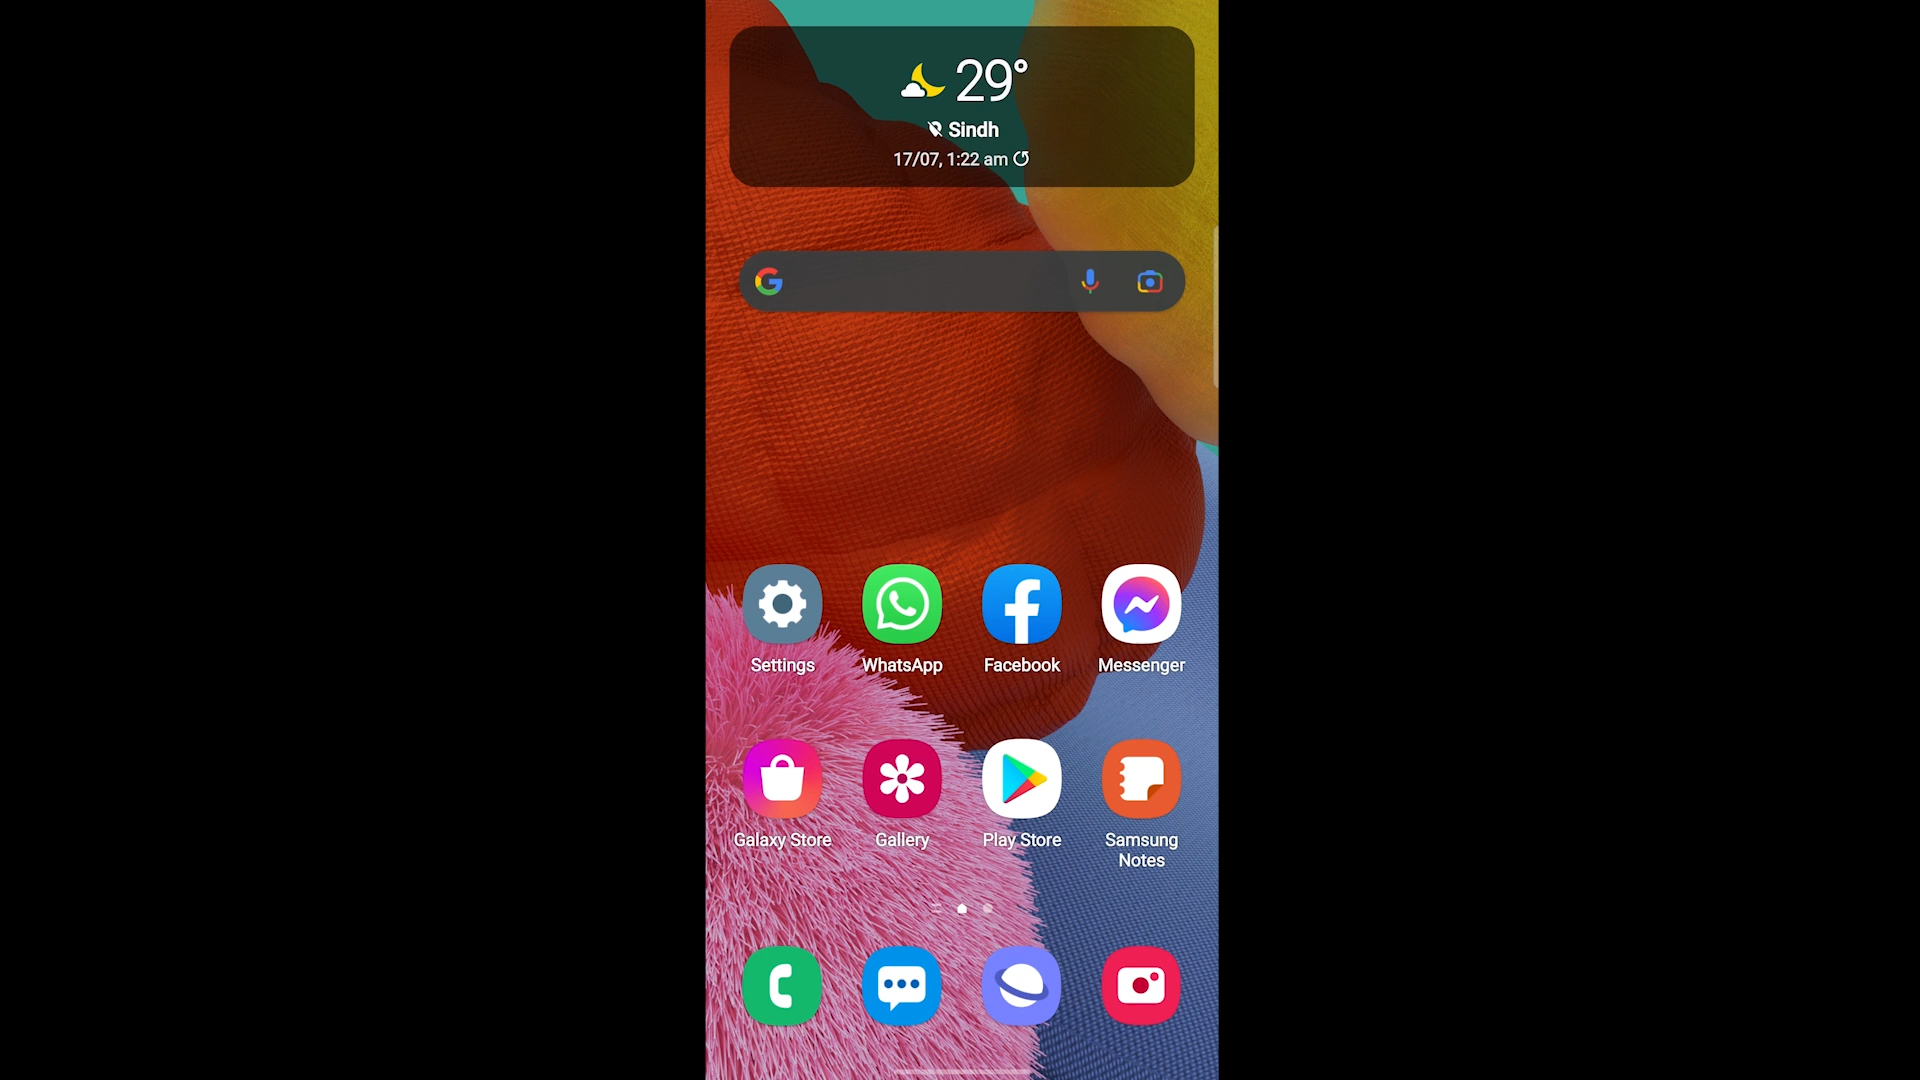 29°
Sindh
17/07, 1:22 am
Settings
WhatsApp
Facebook
Messenger
Galaxy Store
Gallery
Play Store
Samsung
Notes